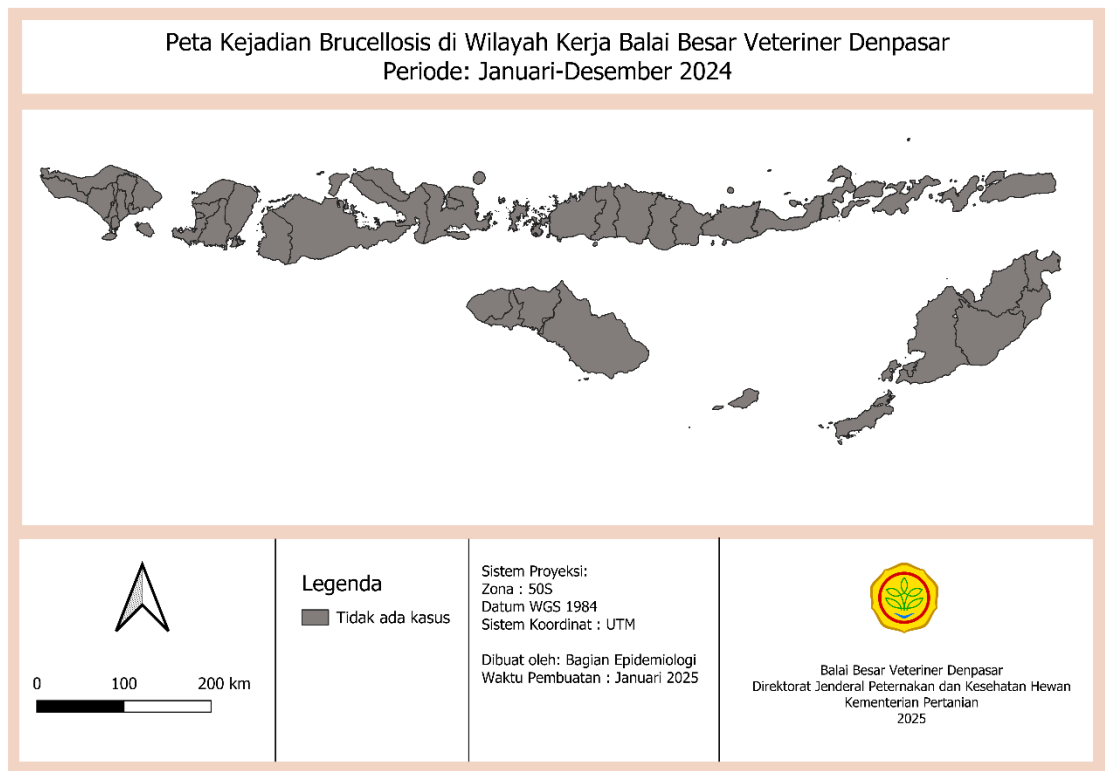 Peta Kejadian Brucellosis di Wilayah Kerja Balai Besar Veteriner Denpasar
Periode: Januari-Desember 2024
0 100 200 km
Legenda
Tidak ada kasus
Sistem Proyeksi:
Zona : 50S
Datum WGS 1984
Sistem Koordinat : UTM
Dibuat oleh: Bagian Epidemiologi
Waktu Pembuatan : Januari 2025
Balai Besar Veteriner Denpasar
Direktorat Jenderal Peternakan dan Kesehatan Hewan
Kementerian Pertanian
2025